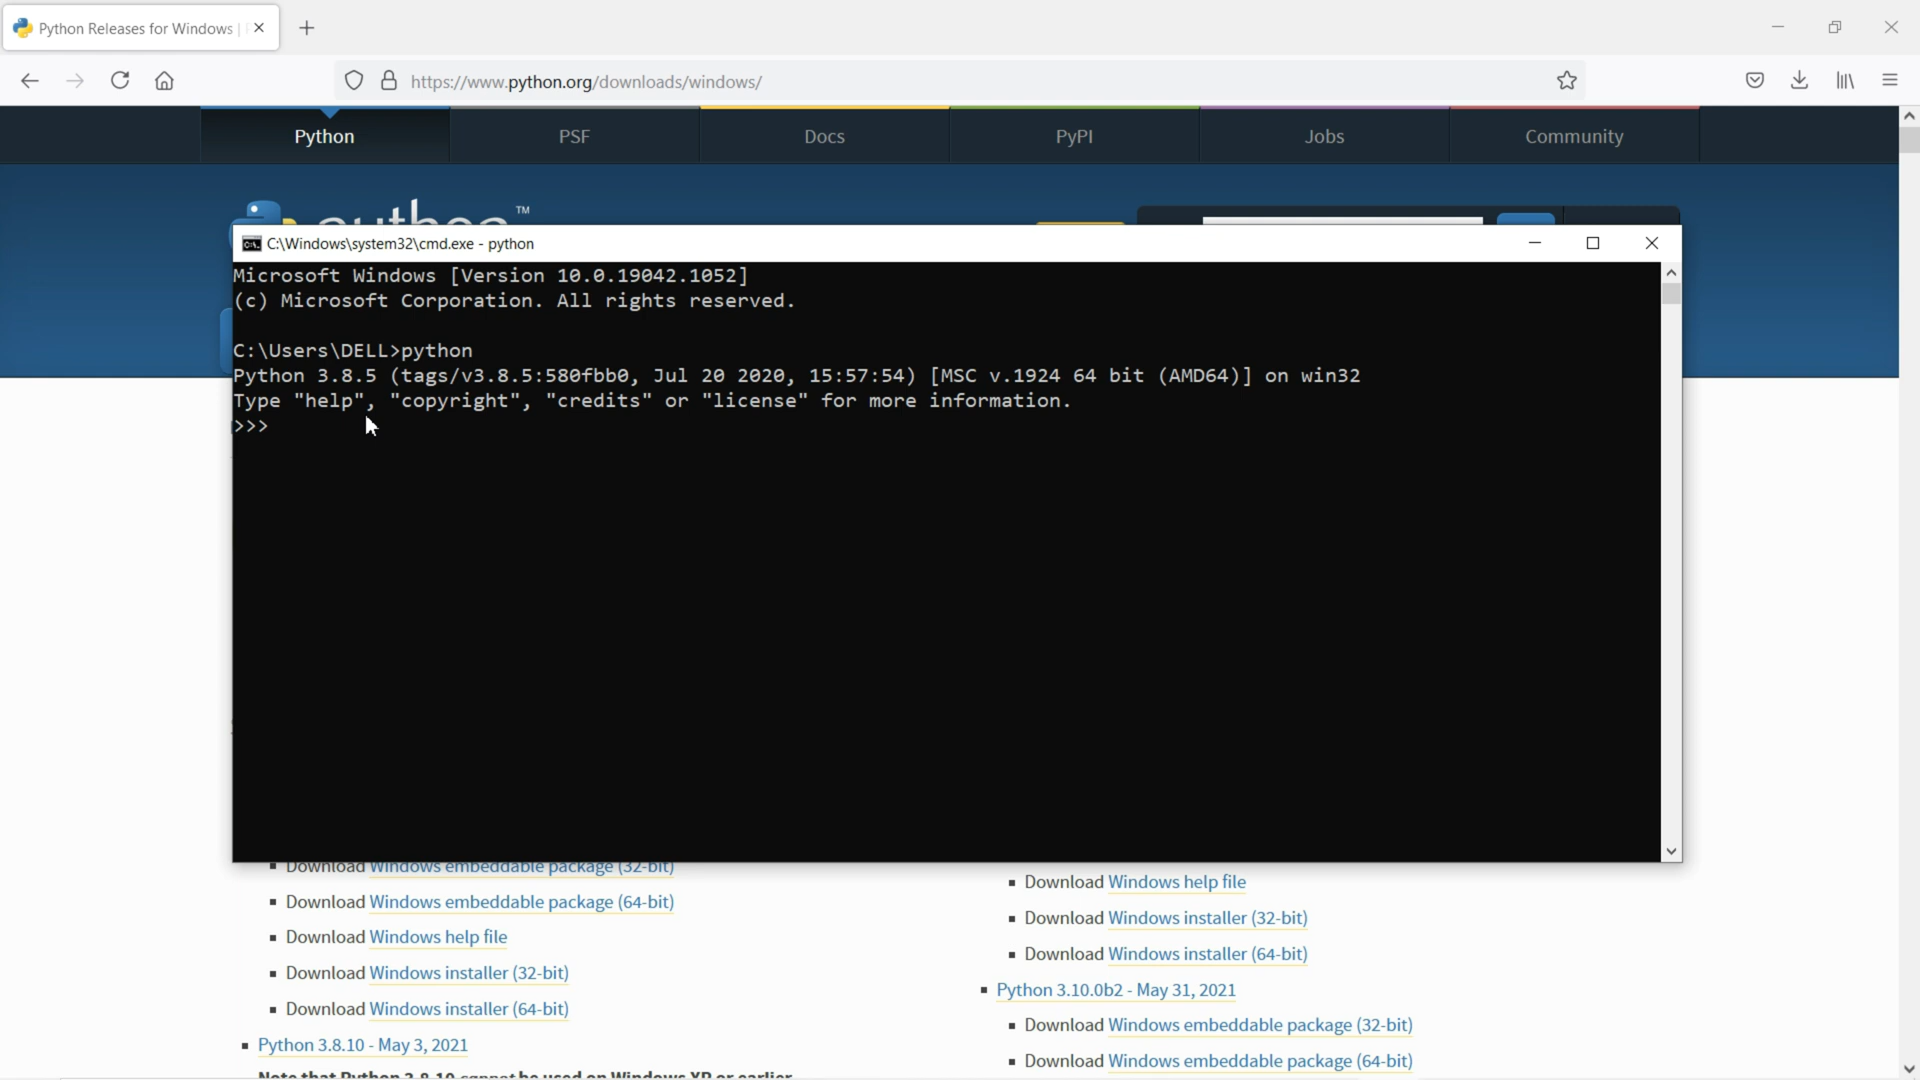 Python Releases for Windows |
https://www.python.org/downloads/windows/
Python PSF Docs PyPI Jobs Community
python TM
C:\Windows\system32\cmd.exe - python
Microsoft Windows [Version 10.0.19042.1052]
(c) Microsoft Corporation. All rights reserved.
C:\Users\DELL>python
Python 3.8.5 (tags/v3.8.5:580fbb0, Jul 20 2020, 15:57:54) [MSC v.1924 64 bit (AMD64)] on win32
Type "help", "copyright", "credits" or "license" for more information.
>>>
Download Windows embeddable package (32-bit)
Download Windows embeddable package (64-bit)
Download Windows help file
Download Windows installer (32-bit)
Download Windows installer (64-bit)
Python 3.8.10 - May 3, 2021
Note that Python 3.8.10 cannot be used on Windows XP or earlier
Download Windows help file
Download Windows installer (32-bit)
Download Windows installer (64-bit)
Python 3.10.0b2 - May 31, 2021
Download Windows embeddable package (32-bit)
Download Windows embeddable package (64-bit)